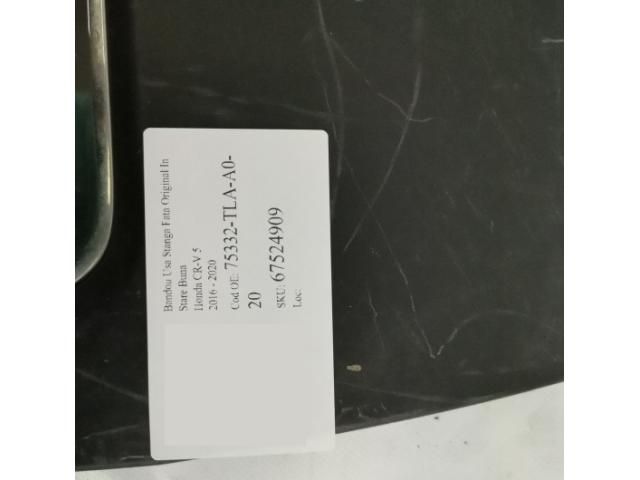 Bandou Usa Stanga Fata Original In
Stare Buna
Honda CR-V 5
2016 - 2020
Cod OE: 75332-TLA-A0-
20
SKU: 67524909
Loc: